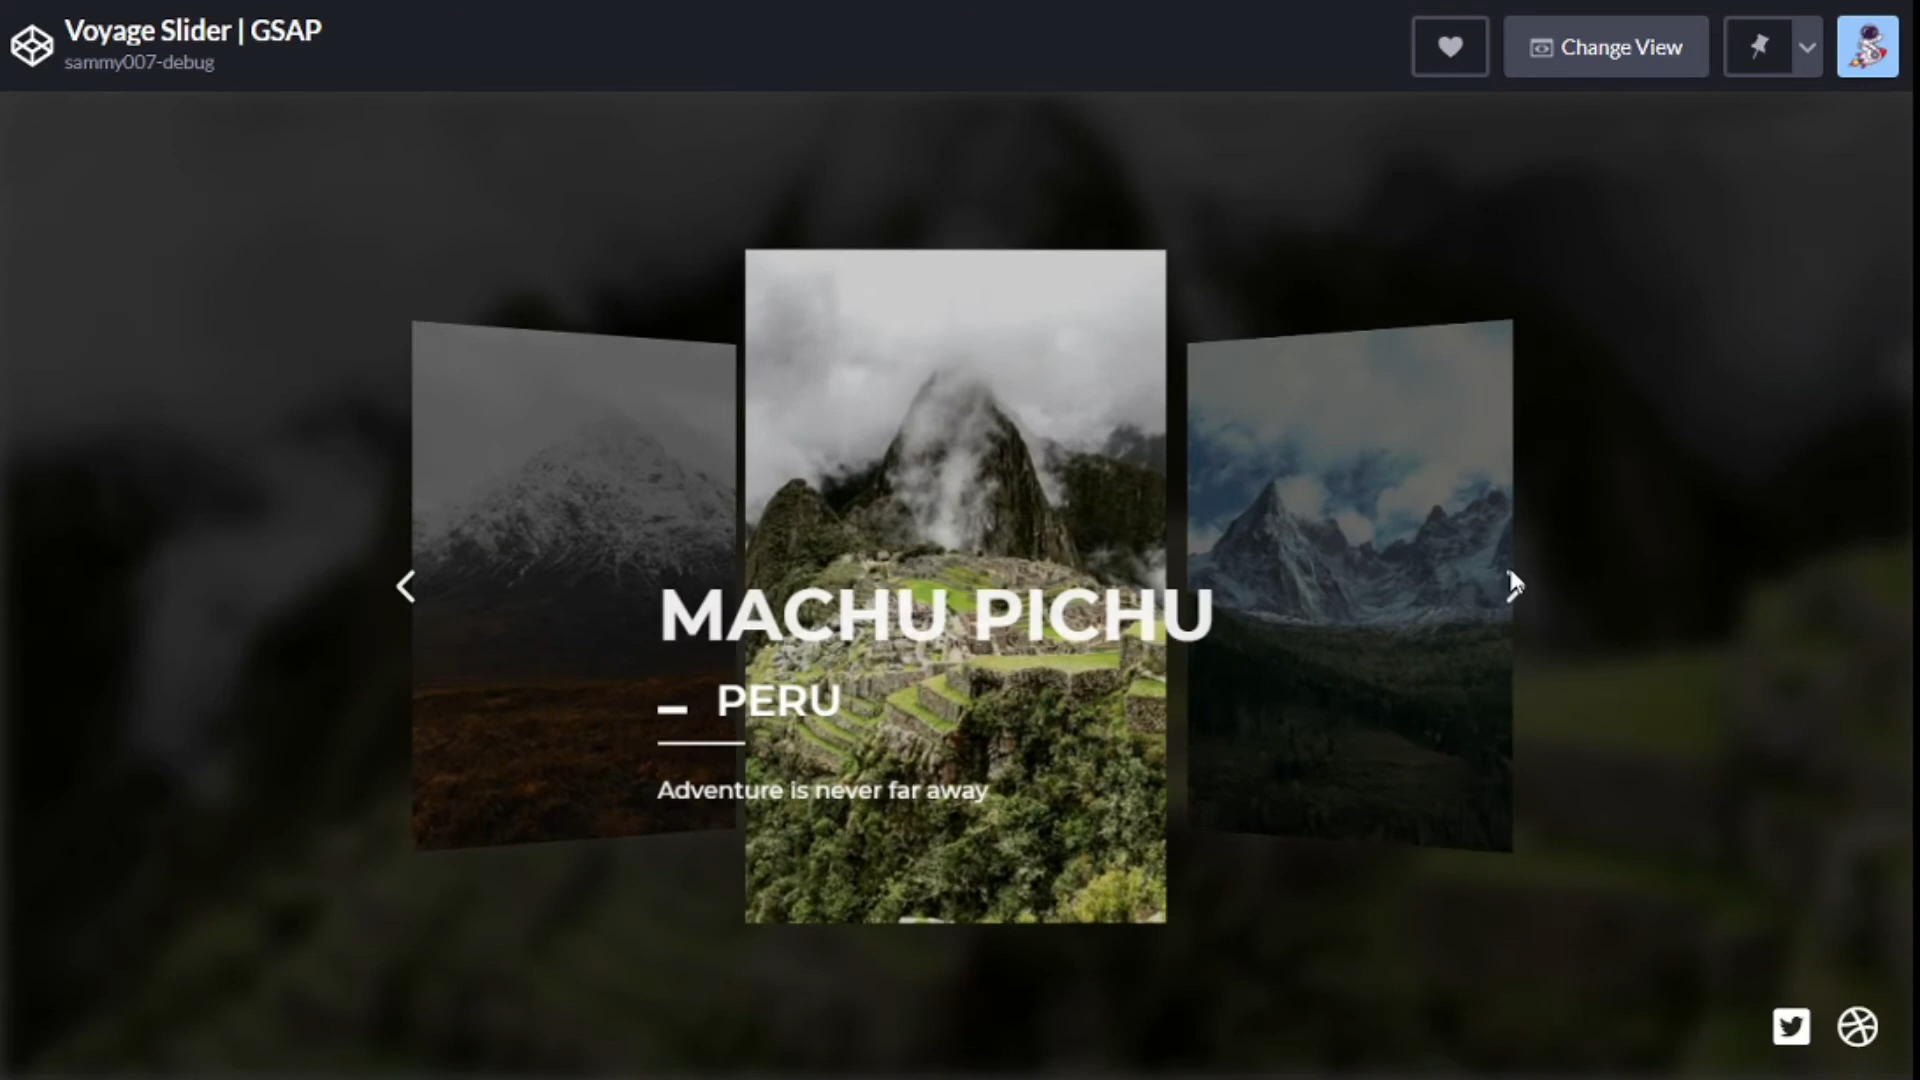 Voyage Slider | GSAP
sammy007-debug
Change View
MACHU PICHU
PERU
Adventure is never far away